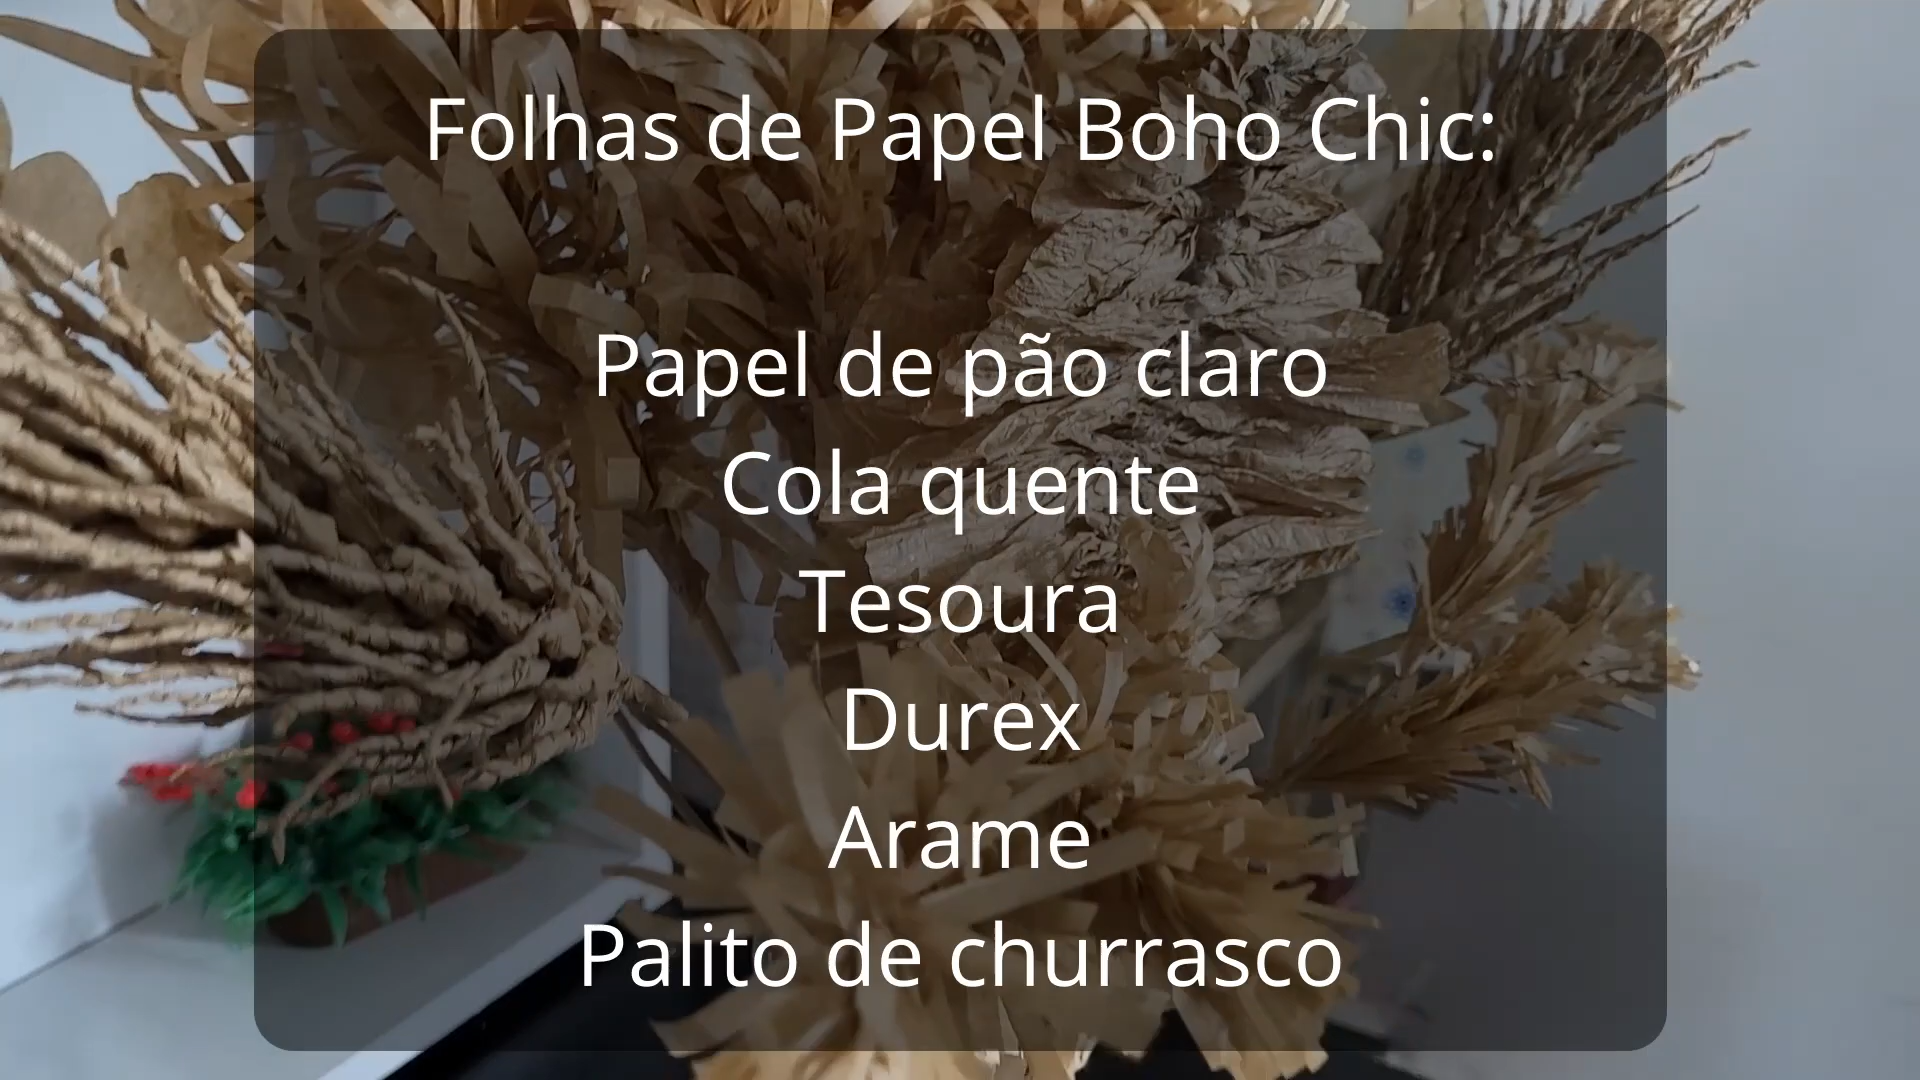 Folhas de Papel Boho Chic:
Papel de pão claro
Cola quente
Tesoura
Durex
Arame
Palito de churrasco